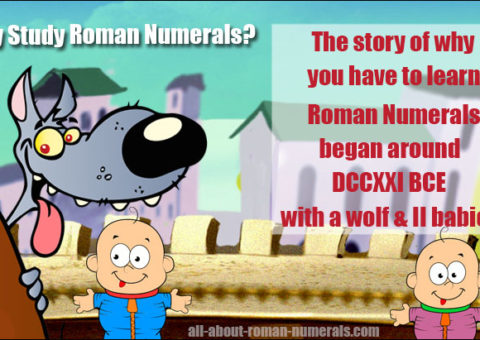 y Study Roman Numerals?
The story of why
you have to learn
Roman Numerals
began around
DCCXXI BCE
with a wolf & II babie
all-about-roman-numerals.com